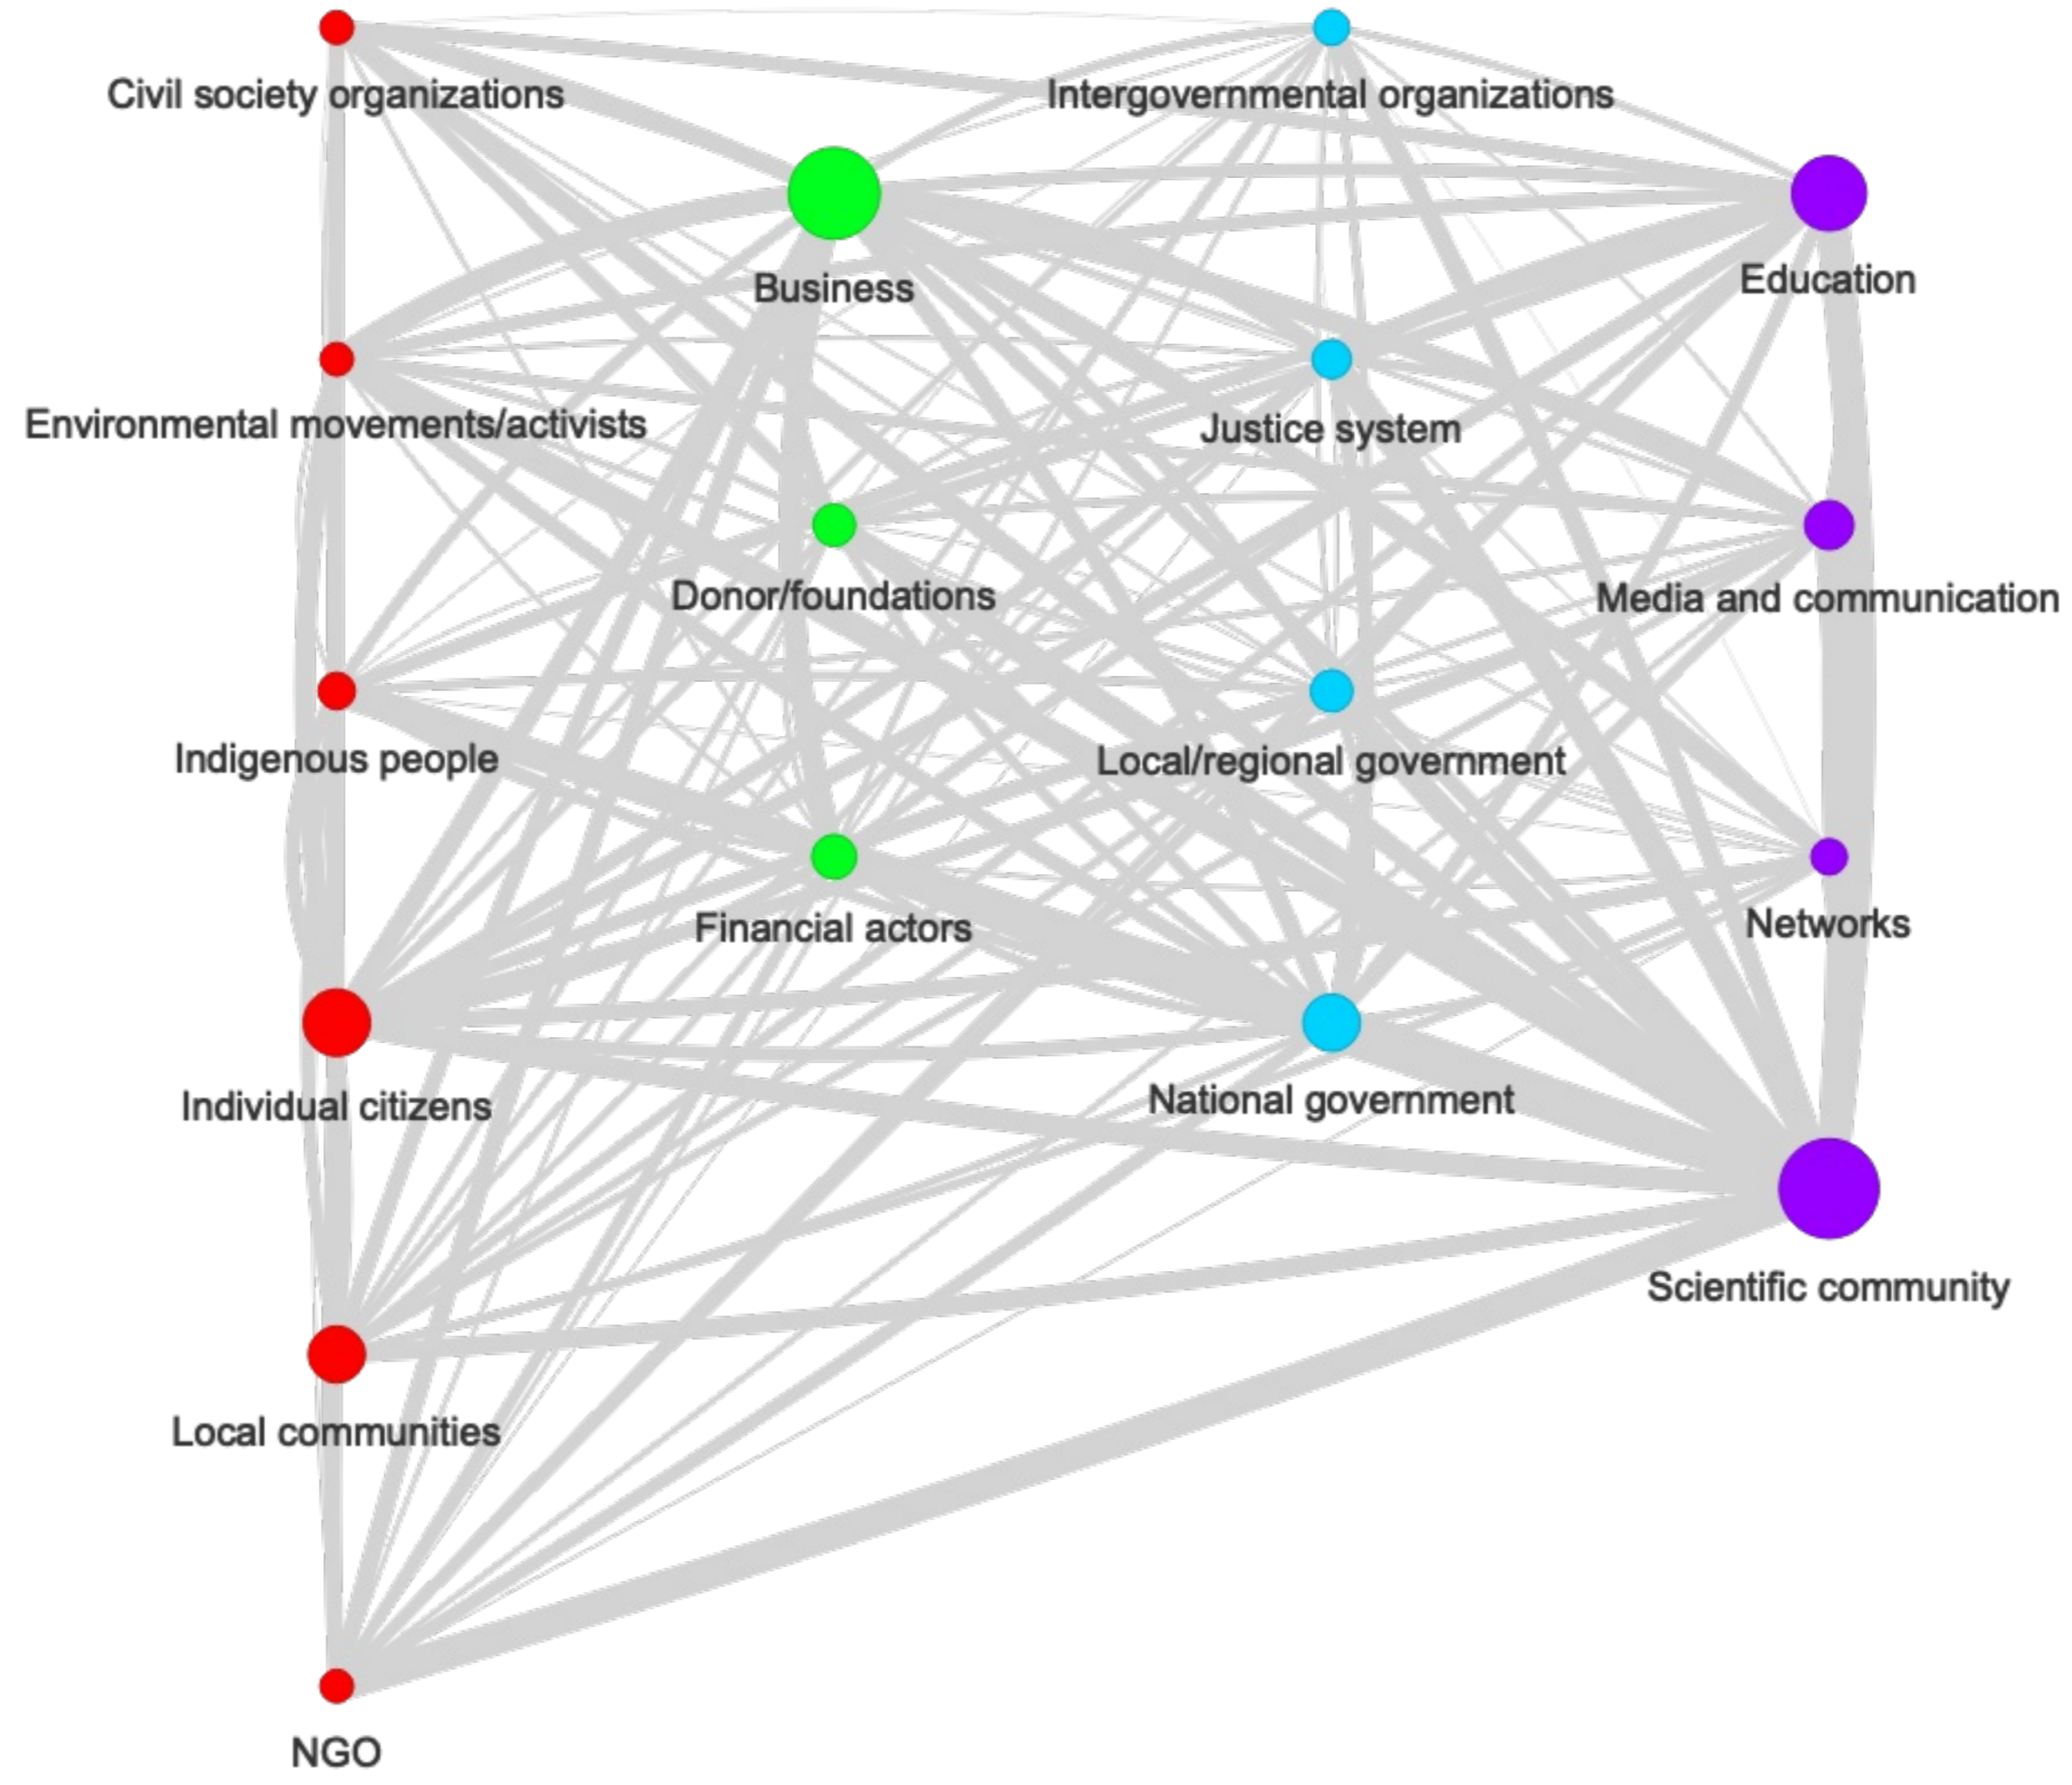 Civil society organizations
Intergovernmental organizations
Business
Education
Environmental movements/activists
Justice system
Donor/foundations
Media and communication
Indigenous people
Local/regional government
Financial actors
Networks
Individual citizens
National government
Scientific community
Local communities
NGO